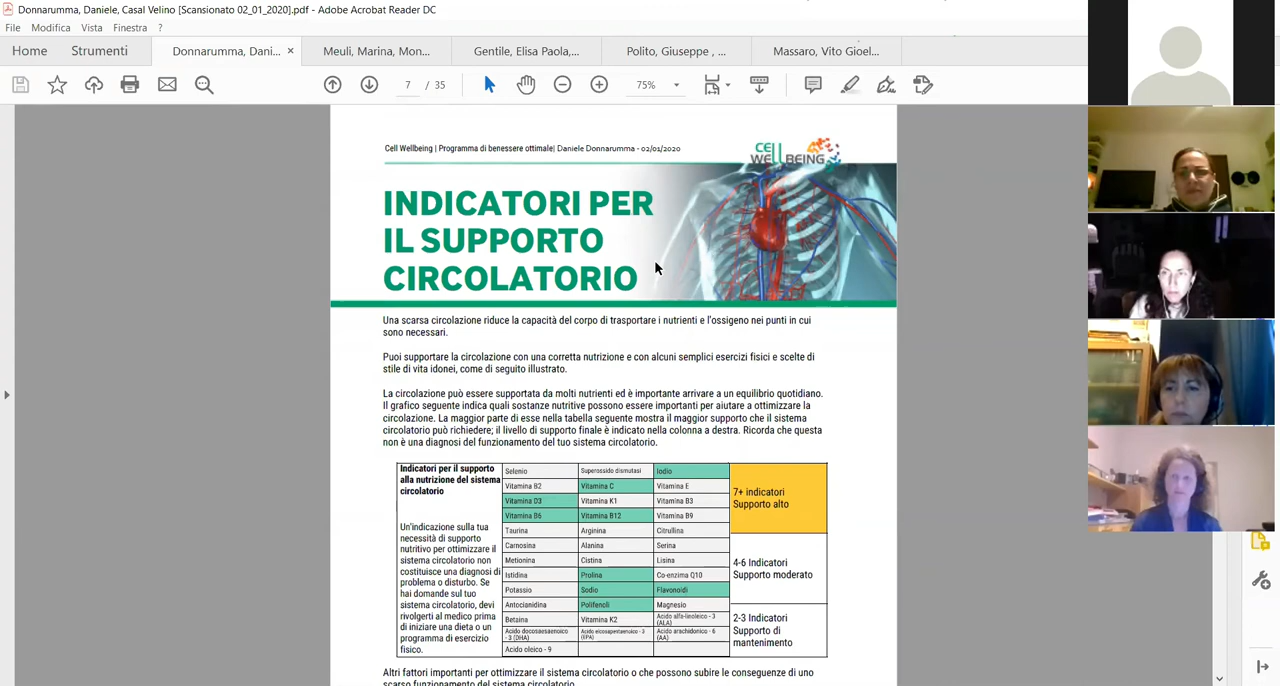 Donnarumma, Daniele, Casal Velino [Scansionato 02_01_2020].pdf - Adobe Acrobat Reader DC
File Modifica Vista Finestra ?
Home Strumenti Donnarumma, Dani... × Meuli, Marina, Mon... Gentile, Elisa Paola,... Polito, Giuseppe , ... Massaro, Vito Gioel...
7 / 35 75%
Cell Wellbeing | Programma di benessere ottimale| Daniele Donnarumma - 02/01/2020
CELL
WELLBEING
INDICATORI PER
IL SUPPORTO
CIRCOLATORIO
Una scarsa circolazione riduce la capacità del corpo di trasportare i nutrienti e l'ossigeno nei punti in cui
sono necessari.
Puoi supportare la circolazione con una corretta nutrizione e con alcuni semplici esercizi fisici e scelte di
stile di vita idonei, come di seguito illustrato.
La circolazione può essere supportata da molti nutrienti ed è importante arrivare a un equilibrio quotidiano.
Il grafico seguente indica quali sostanze nutritive possono essere importanti per aiutare a ottimizzare la
circolazione. La maggior parte di esse nella tabella seguente mostra il maggior supporto che il sistema
circolatorio può richiedere; il livello di supporto finale è indicato nella colonna a destra. Ricorda che questa
non è una diagnosi del funzionamento del tuo sistema circolatorio.
Indicatori per il supporto
alla nutrizione del sistema
circolatorio
Un'indicazione sulla tua
necessità di supporto
nutritivo per ottimizzare il
sistema circolatorio non
costituisce una diagnosi di
problema o disturbo. Se
hai domande sul tuo
sistema circolatorio, devi
rivolgerti al medico prima
di iniziare una dieta o un
programma di esercizio
fisico.
Selenio Superossido dismutasi Iodio
Vitamina B2 Vitamina C Vitamina E
Vitamina D3 Vitamina K1 Vitamina B3
Vitamina B6 Vitamina B12 Vitamina B9
Taurina Arginina Citrullina
Carnosina Alanina Serina
Metionina Cistina Lisina
Istidina Prolina Co-enzima Q10
Potassio Sodio Flavonoidi
Antocianidina Polifenoli Magnesio
Betaina Vitamina K2 Acido alfa-linoleico - 3 (ALA)
Acido docosaesaenoico - 3 (DHA) Acido eicosapentaenoico - 3 (EPA) Acido arachidonico - 6 (AA)
Acido oleico - 9
7+ indicatori
Supporto alto
4-6 Indicatori
Supporto moderato
2-3 Indicatori
Supporto di
mantenimento
Altri fattori importanti per ottimizzare il sistema circolatorio o che possono subire le conseguenze di uno
scarso funzionamento del sistema circolatorio